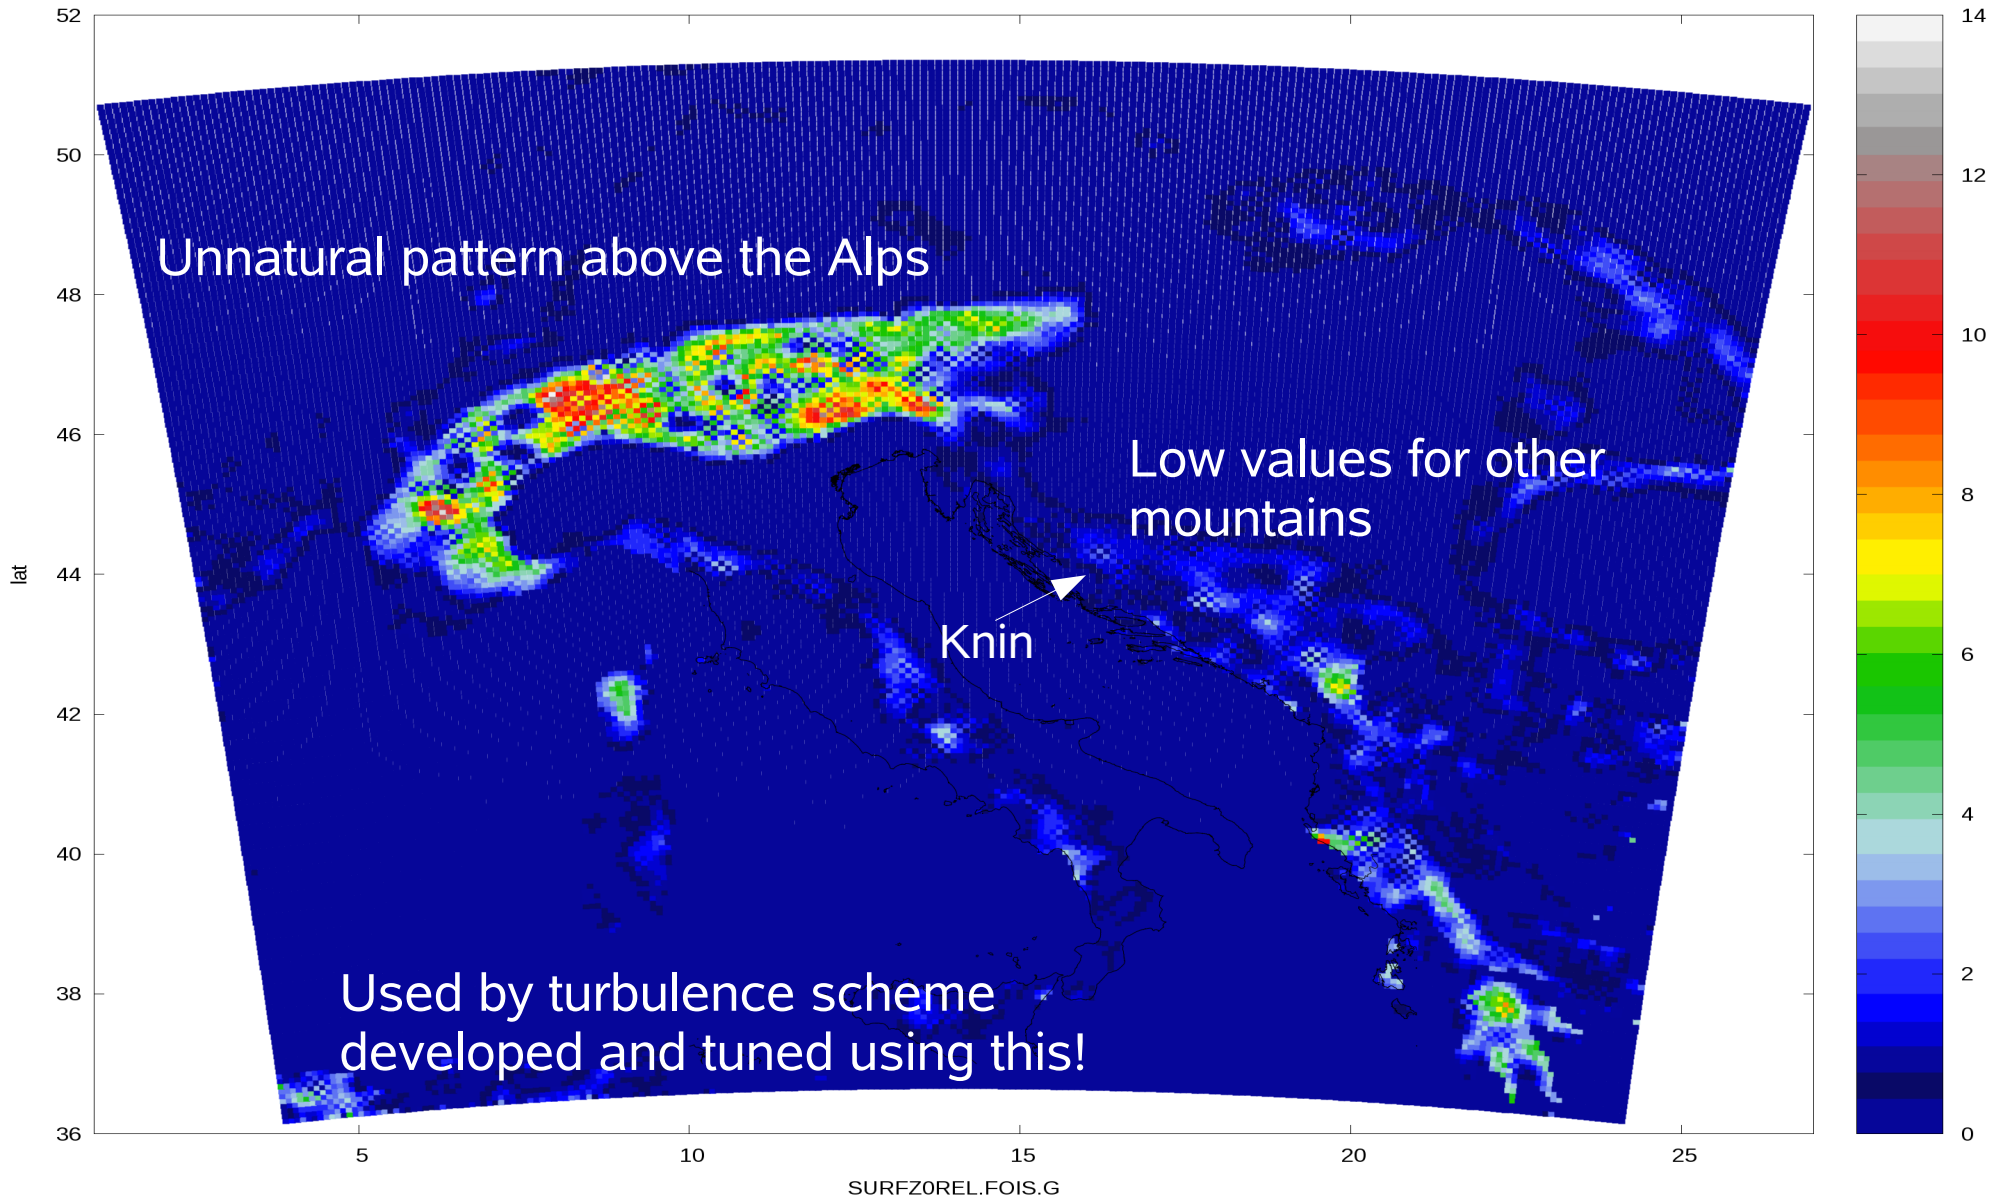 52
50
48
46
44
42
40
38
36
lat
Unnatural pattern above the Alps
Low values for other
mountains
Knin
Used by turbulence scheme
developed and tuned using this!
5
10
15
20
25
SURFZ0REL.FOIS.G
14
12
10
8
6
4
2
0